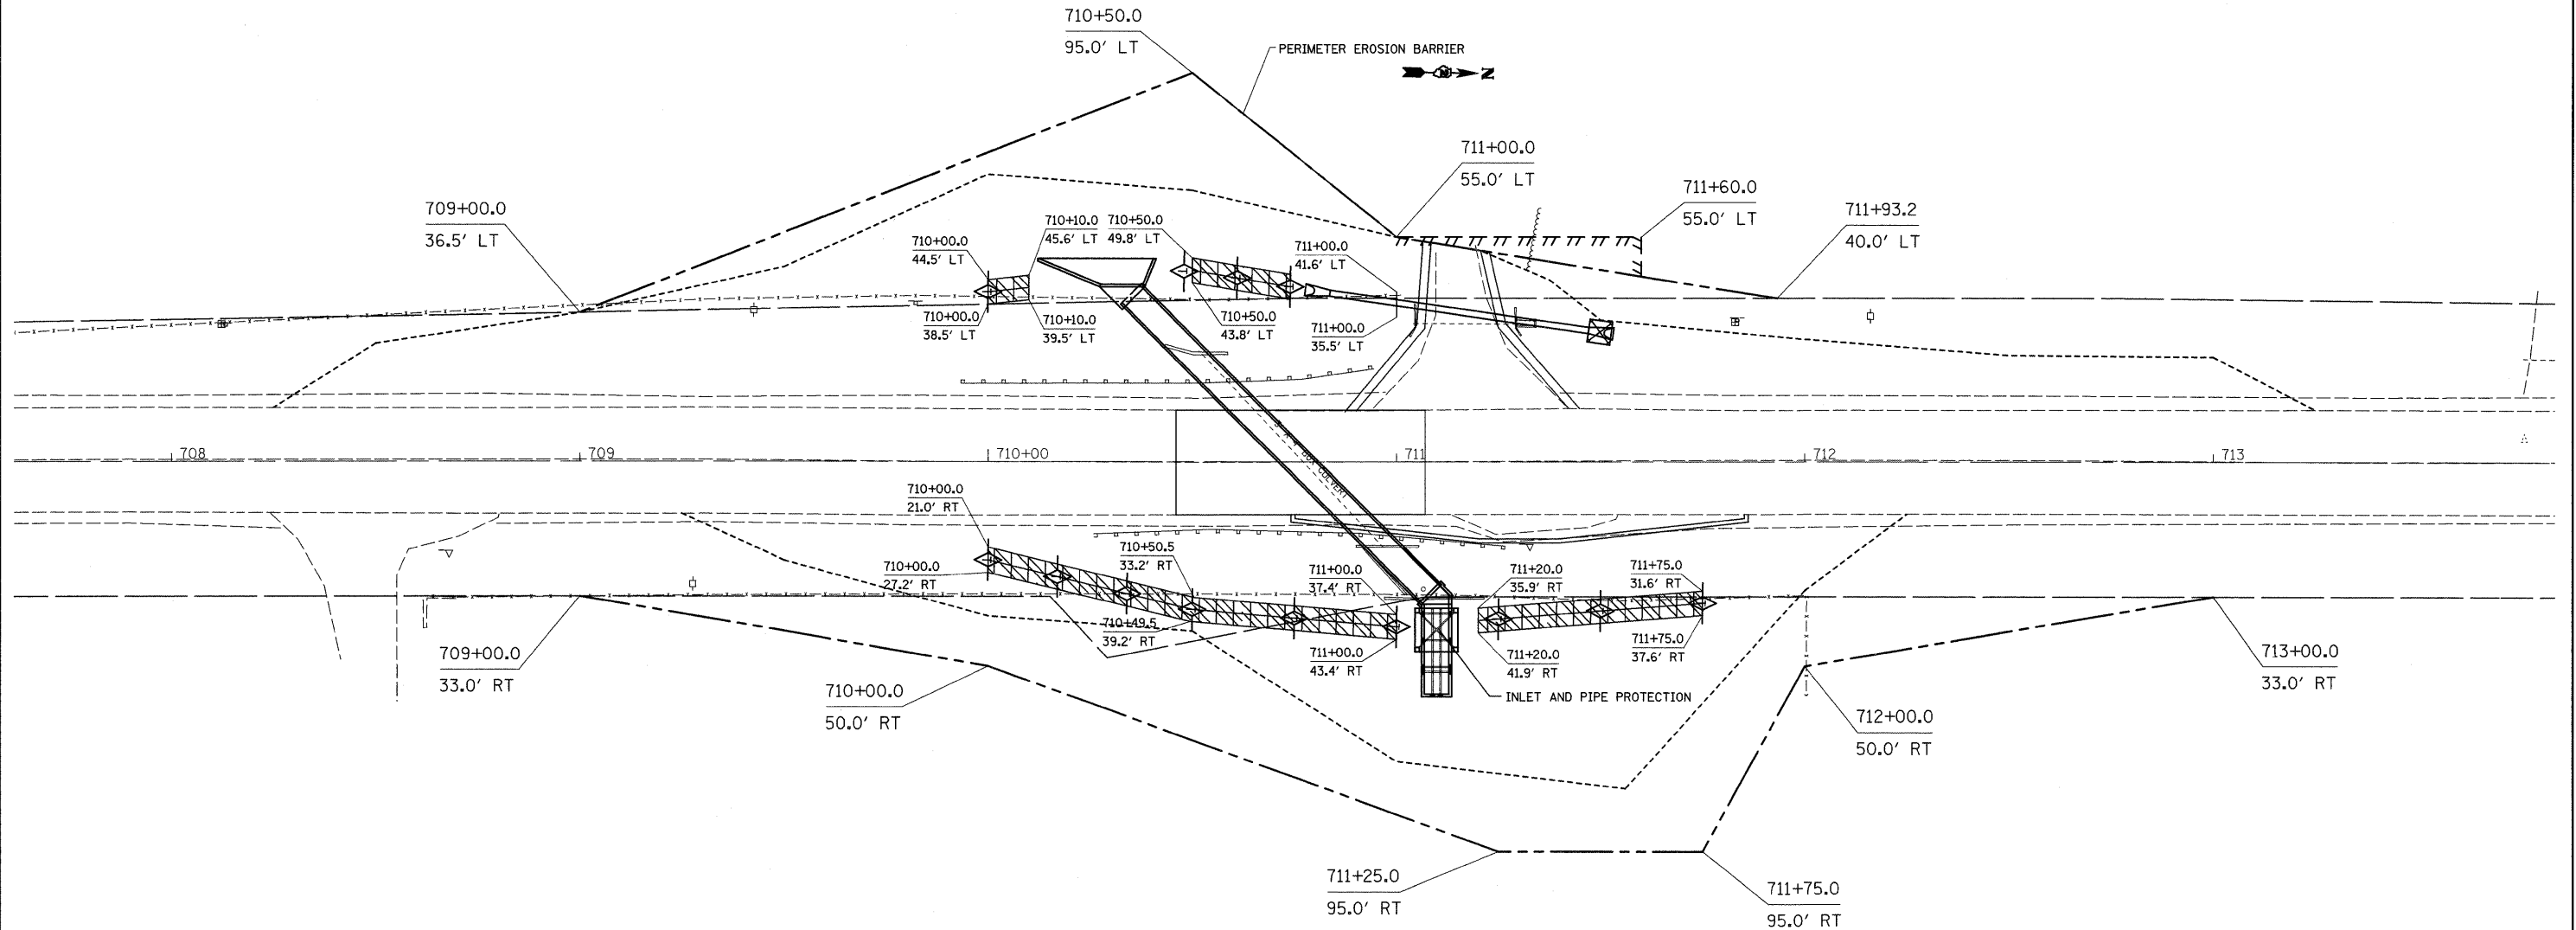 710+50.0
95.0' LT
PERIMETER EROSION BARRIER
N
711+00.0
55.0' LT
711+60.0
55.0' LT
711+93.2
40.0' LT
709+00.0
36.5' LT
710+00.0
44.5' LT
710+10.0
45.6' LT
710+50.0
49.8' LT
711+00.0
41.6' LT
710+00.0
38.5' LT
710+10.0
39.5' LT
710+50.0
43.8' LT
711+00.0
35.5' LT
708
709
710+00
711
712
713
BOX CULVERT
710+00.0
21.0' RT
710+00.0
27.2' RT
710+50.5
33.2' RT
710+49.5
39.2' RT
711+00.0
37.4' RT
711+00.0
43.4' RT
711+20.0
35.9' RT
711+20.0
41.9' RT
711+75.0
31.6' RT
711+75.0
37.6' RT
INLET AND PIPE PROTECTION
709+00.0
33.0' RT
710+00.0
50.0' RT
711+25.0
95.0' RT
711+75.0
95.0' RT
712+00.0
50.0' RT
713+00.0
33.0' RT